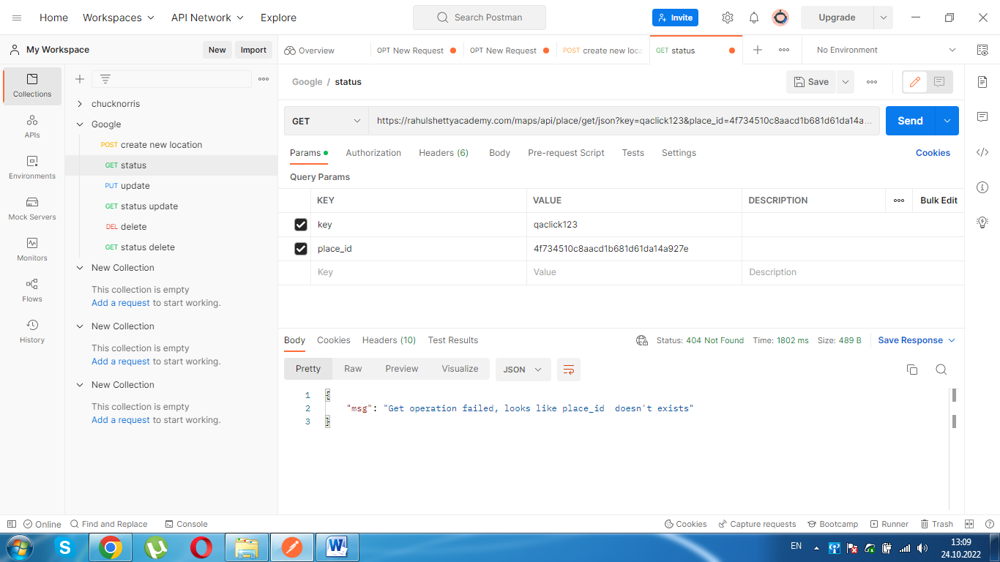 Home Workspaces API Network Explore Search Postman Invite Upgrade
My Workspace New Import Overview OPT New Request OPT New Request POST create new loc GET status No Environment
Collections
APIs
Environments
Mock Servers
Monitors
Flows
History
chucknorris
Google
POST create new location
GET status
PUT update
GET status update
DEL delete
GET status delete
New Collection
This collection is empty
Add a request to start working.
New Collection
This collection is empty
Add a request to start working.
New Collection
This collection is empty
Add a request to start working.
Google / status Save
GET https://rahulshettyacademy.com/maps/api/place/get/json?key=qaclick123&place_id=4f734510c8aacd1b681d61da14a... Send
Params Authorization Headers (6) Body Pre-request Script Tests Settings Cookies
Query Params
KEY VALUE DESCRIPTION Bulk Edit
key qaclick123
place_id 4f734510c8aacd1b681d61da14a927e
Key Value Description
Body Cookies Headers (10) Test Results Status: 404 Not Found Time: 1802 ms Size: 489 B Save Response
Pretty Raw Preview Visualize JSON
1 {
2 "msg": "Get operation failed, looks like place_id  doesn't exists"
3 }
Online Find and Replace Console Cookies Capture requests Bootcamp Runner Trash
EN 13:09
24.10.2022